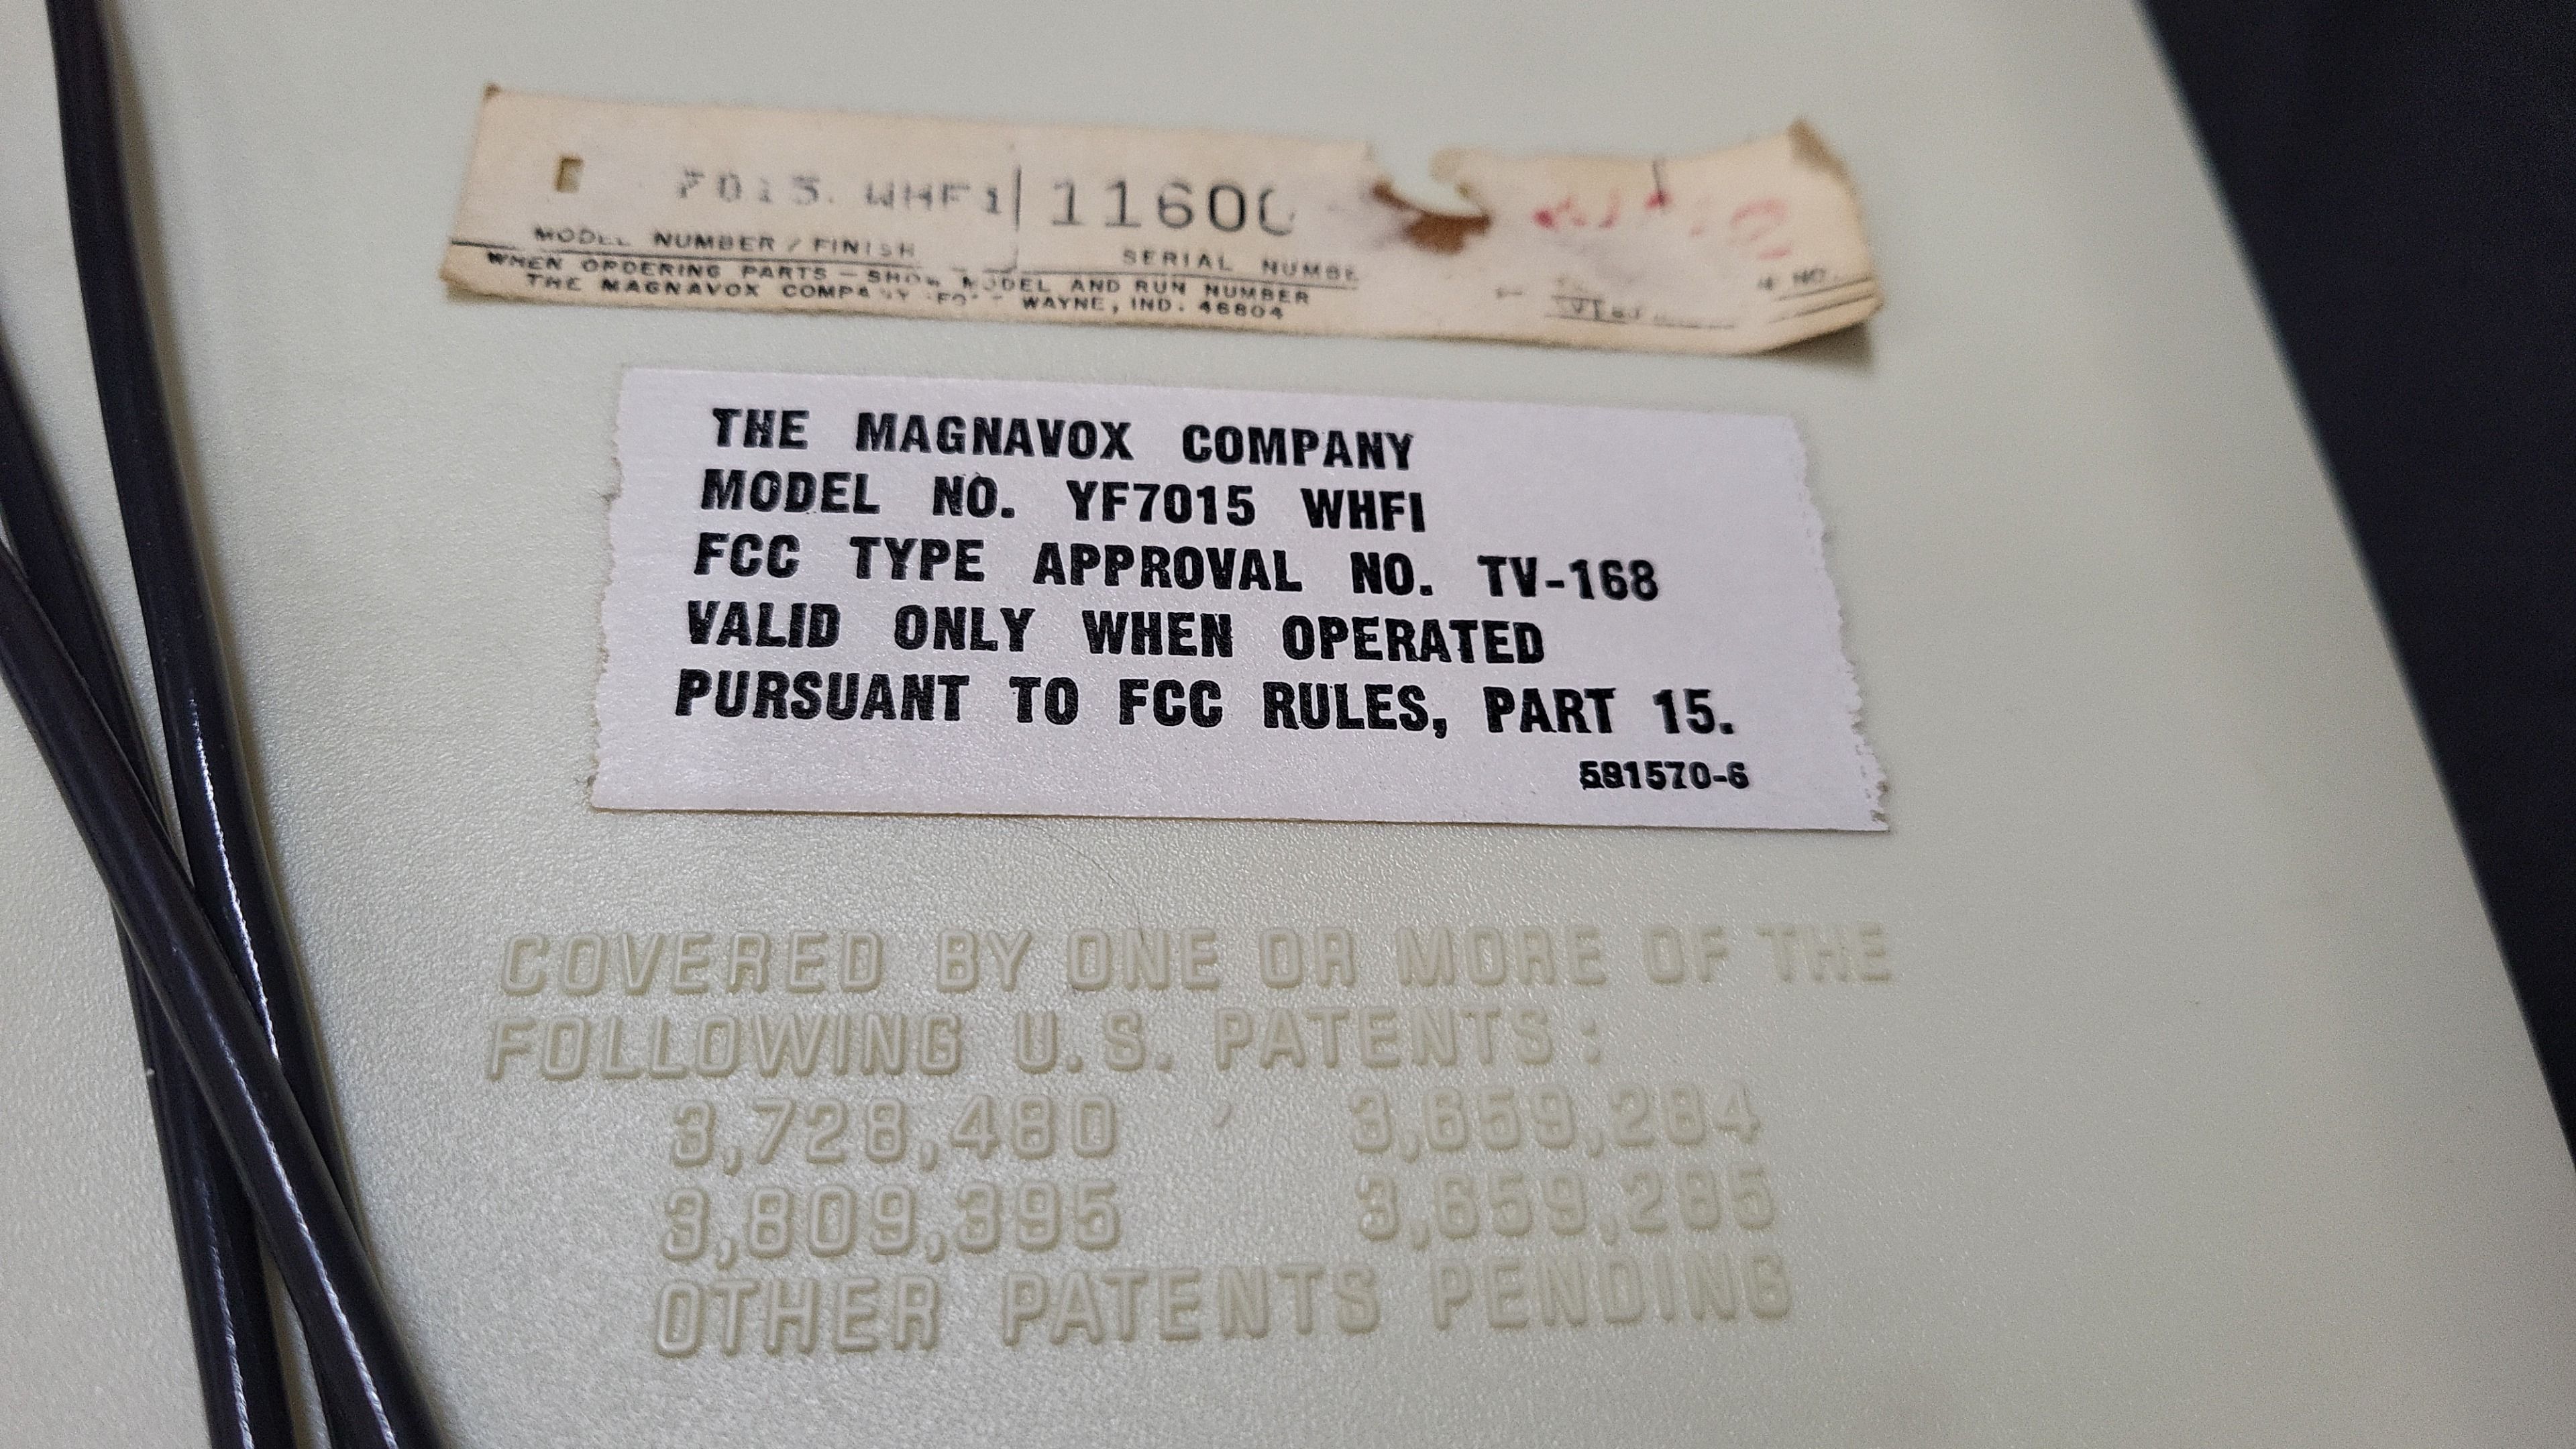 7015. WHF1 11600
MODEL NUMBER / FINISH SERIAL NUMBE
WHEN ORDERING PARTS — SHOW MODEL AND RUN NUMBER
THE MAGNAVOX COMPANY WAYNE, IND. 46804
THE MAGNAVOX COMPANY
MODEL NO. YF7015 WHFI
FCC TYPE APPROVAL NO. TV-168
VALID ONLY WHEN OPERATED
PURSUANT TO FCC RULES, PART 15.
591570-6
COVERED BY ONE OR MORE OF THE
FOLLOWING U.S. PATENTS :
3,728,480 , 3,659,284
3,809,395 3,659,285
OTHER PATENTS PENDING